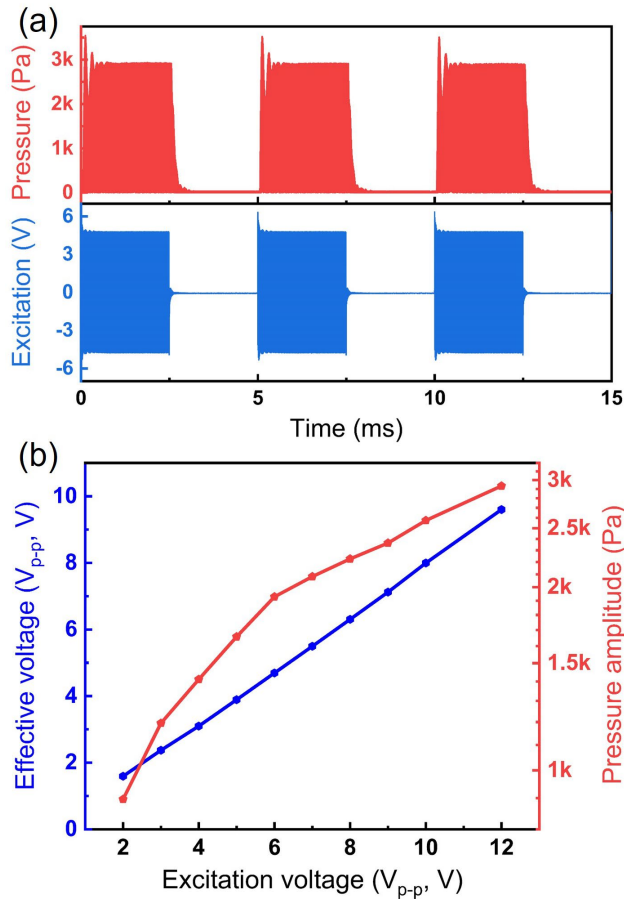 (a)
Pressure (Pa)
3k
2k
1k
0
Excitation (V)
6
3
0
-3
-6
0 5 10 15
Time (ms)
(b)
Effective voltage (Vp-p, V)
10
8
6
4
2
0
3k
2.5k
2k
1.5k
1k
Pressure amplitude (Pa)
2 4 6 8 10 12
Excitation voltage (Vp-p, V)